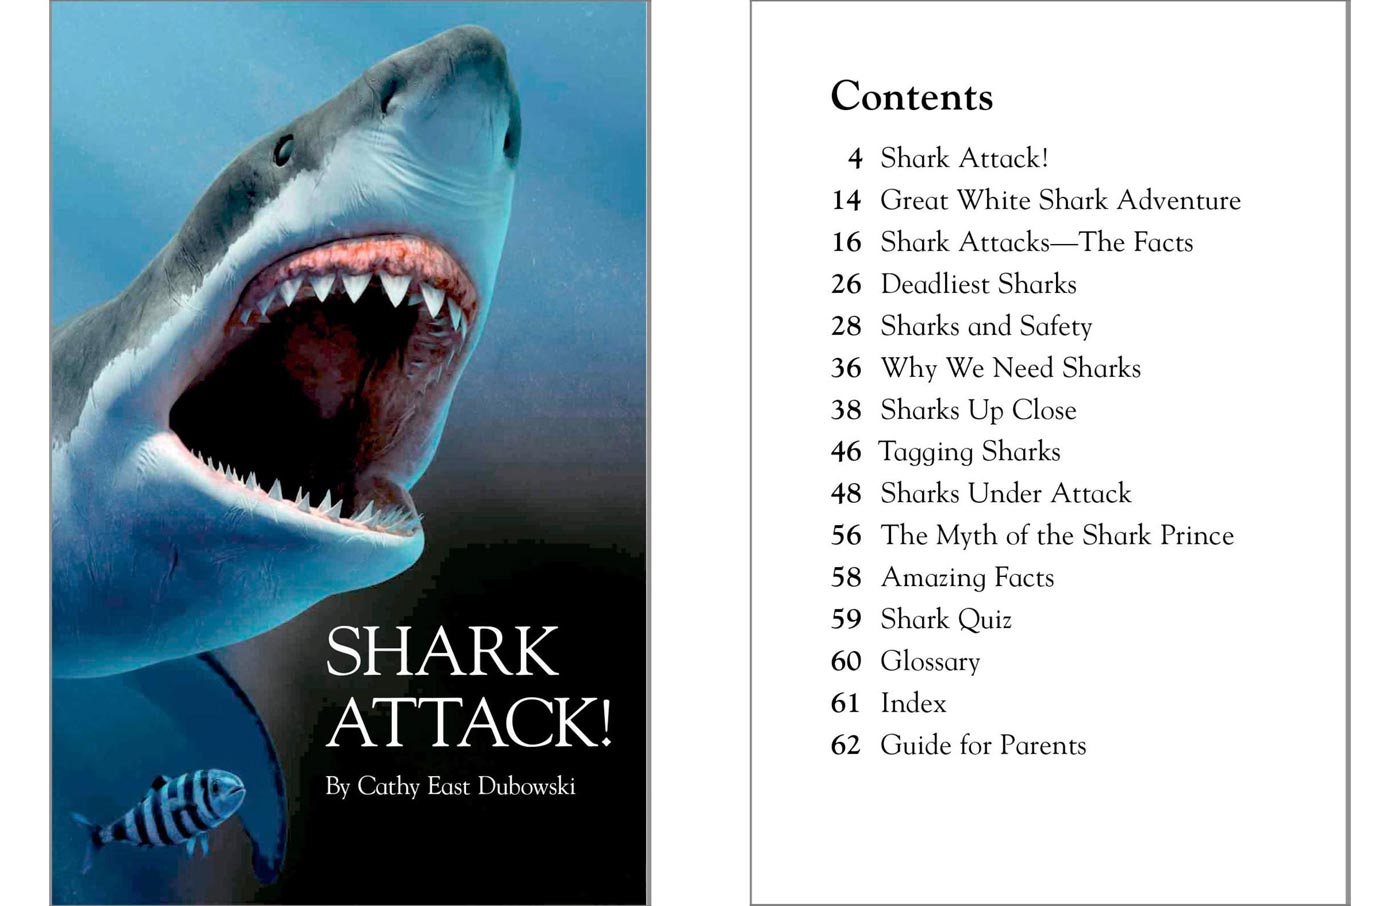 SHARK
ATTACK!
By Cathy East Dubowski
Contents
4 Shark Attack!
14 Great White Shark Adventure
16 Shark Attacks—The Facts
26 Deadliest Sharks
28 Sharks and Safety
36 Why We Need Sharks
38 Sharks Up Close
46 Tagging Sharks
48 Sharks Under Attack
56 The Myth of the Shark Prince
58 Amazing Facts
59 Shark Quiz
60 Glossary
61 Index
62 Guide for Parents